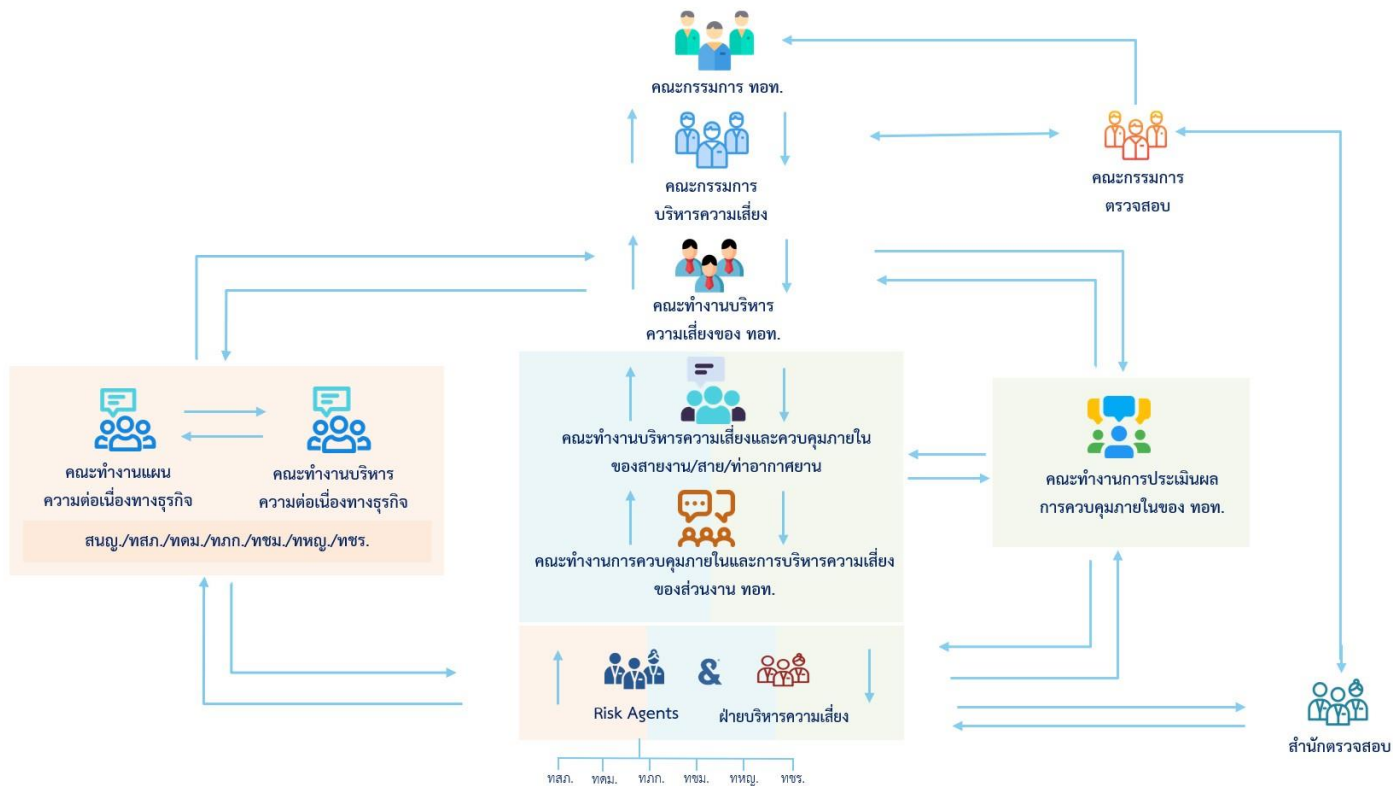 คณะกรรมการ ทอท.
คณะกรรมการ
บริหารความเสี่ยง
คณะกรรมการ
ตรวจสอบ
คณะทำงานบริหาร
ความเสี่ยงของ ทอท.
คณะทำงานแผน
ความต่อเนื่องทางธุรกิจ
คณะทำงานบริหาร
ความต่อเนื่องทางธุรกิจ
สนญ./ทสภ./ทดม./ทภก./ทชม./ทหญ./ทชร.
คณะทำงานบริหารความเสี่ยงและควบคุมภายใน
ของสายงาน/สาย/ท่าอากาศยาน
คณะทำงานการควบคุมภายในและการบริหารความเสี่ยง
ของส่วนงาน ทอท.
คณะทำงานการประเมินผล
การควบคุมภายในของ ทอท.
&
Risk Agents
ฝ่ายบริหารความเสี่ยง
ทสภ. ทดม. ทภก. ทชม. ทหญ. ทชร.
สำนักตรวจสอบ